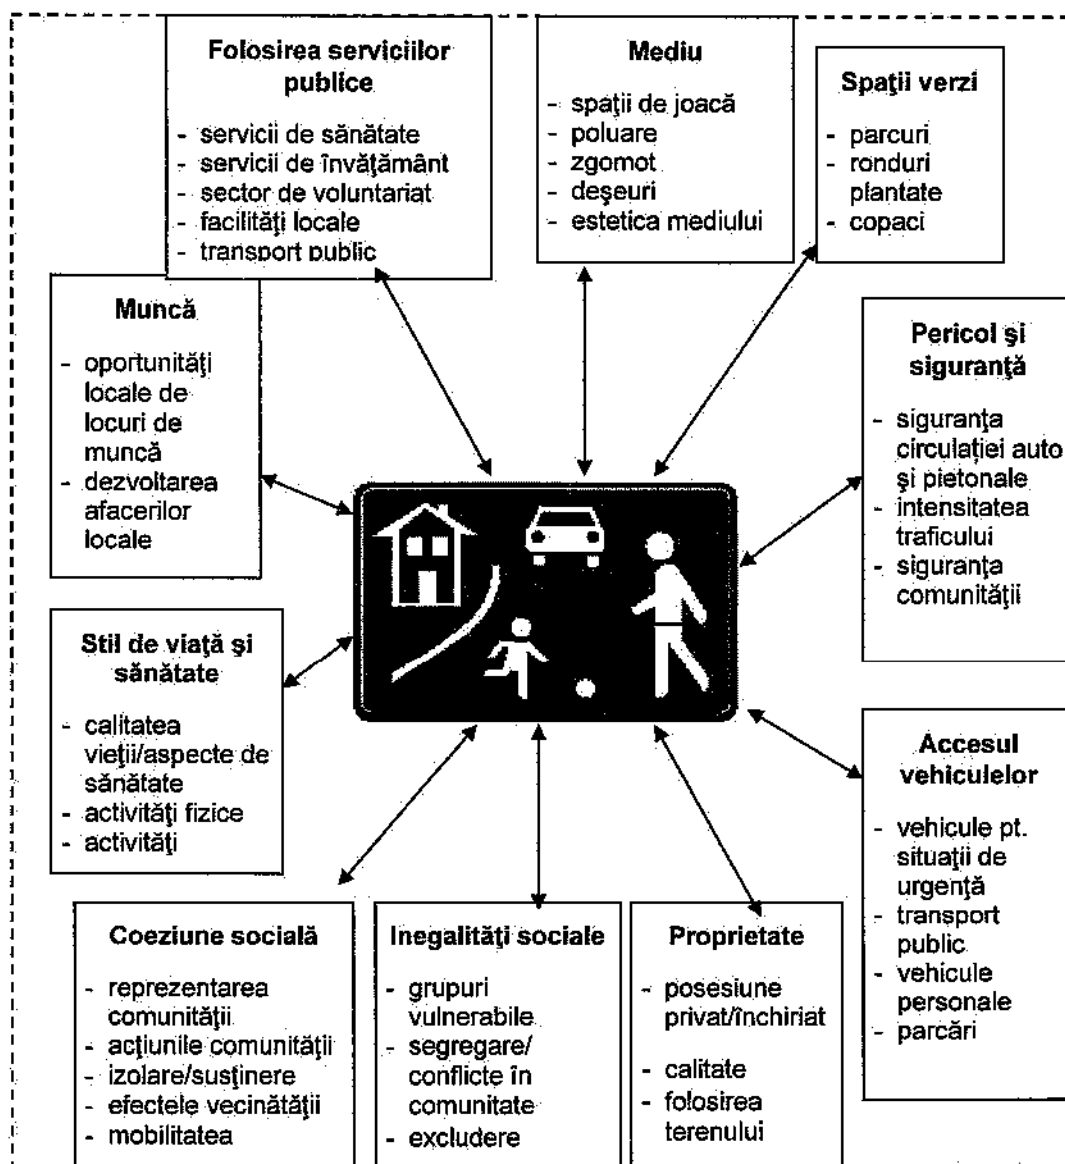 Folosirea serviciilor
publice
- servicii de sănătate
- servicii de învăţământ
- sector de voluntariat
- facilităţi locale
- transport public
Mediu
- spaţii de joacă
- poluare
- zgomot
- deşeuri
- estetica mediului
Spaţii verzi
- parcuri
- ronduri
plantate
- copaci
Muncă
- oportunităţi
locale de
locuri de
muncă
- dezvoltarea
afacerilor
locale
Pericol şi
siguranţă
- siguranţa
circulaţiei auto
şi pietonale
- intensitatea
traficului
- siguranţa
comunităţii
Stil de viaţă şi
sănătate
- calitatea
vieţii/aspecte de
sănătate
- activităţi fizice
- activităţi
Accesul
vehiculelor
- vehicule pt.
situaţii de
urgenţă
- transport
public
- vehicule
personale
- parcări
Coeziune socială
- reprezentarea
comunităţii
- acţiunile comunităţii
- izolare/susţinere
- efectele vecinătăţii
- mobilitatea
Inegalităţi sociale
- grupuri
vulnerabile
- segregare/
conflicte în
comunitate
- excludere
Proprietate
- posesiune
privat/închiriat
- calitate
- folosirea
terenului